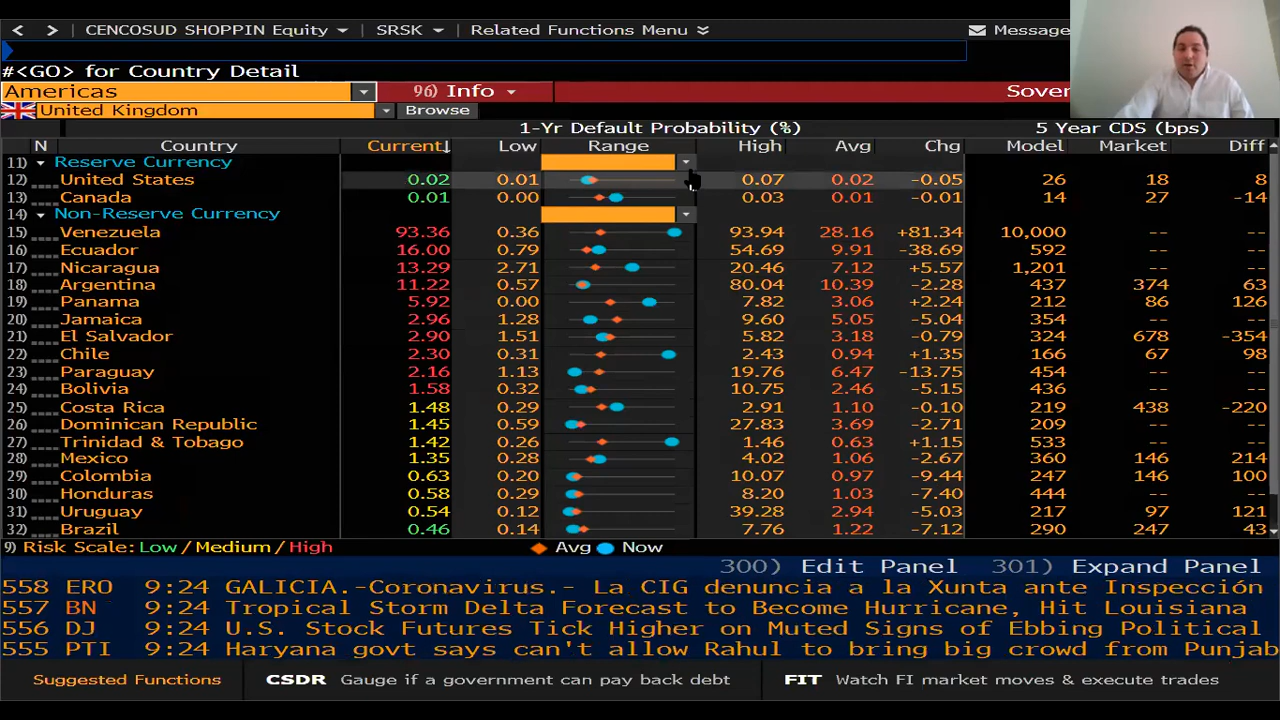 CENCOSUD SHOPPIN Equity SRSK Related Functions Menu Message
#<GO> for Country Detail
Americas 96) Info Sover
United Kingdom Browse
1-Yr Default Probability (%) 5 Year CDS (bps)
N Country Current↓ Low Range High Avg Chg Model Market Diff
11) Reserve Currency
12) United States 0.02 0.01 0.07 0.02 -0.05 26 18 8
13) Canada 0.01 0.00 0.03 0.01 -0.01 14 27 -14
14) Non-Reserve Currency
15) Venezuela 93.36 0.36 93.94 28.16 +81.34 10,000 -- --
16) Ecuador 16.00 0.79 54.69 9.91 -38.69 592 -- --
17) Nicaragua 13.29 2.71 20.46 7.12 +5.57 1,201 -- --
18) Argentina 11.22 0.57 80.04 10.39 -2.28 437 374 63
19) Panama 5.92 0.00 7.82 3.06 +2.24 212 86 126
20) Jamaica 2.96 1.28 9.60 5.05 -5.04 354 -- --
21) El Salvador 2.90 1.51 5.82 3.18 -0.79 324 678 -354
22) Chile 2.30 0.31 2.43 0.94 +1.35 166 67 98
23) Paraguay 2.16 1.13 19.76 6.47 -13.75 454 -- --
24) Bolivia 1.58 0.32 10.75 2.46 -5.15 436 -- --
25) Costa Rica 1.48 0.29 2.91 1.10 -0.10 219 438 -220
26) Dominican Republic 1.45 0.59 27.83 3.69 -2.71 209 -- --
27) Trinidad & Tobago 1.42 0.26 1.46 0.63 +1.15 533 -- --
28) Mexico 1.35 0.28 4.02 1.06 -2.67 360 146 214
29) Colombia 0.63 0.20 10.07 0.97 -9.44 247 146 100
30) Honduras 0.58 0.29 8.20 1.03 -7.40 444 -- --
31) Uruguay 0.54 0.12 39.28 2.25 -5.03 217 97 121
32) Brazil 0.46 0.14 7.76 1.22 -7.12 290 247 43
9) Risk Scale: Low / Medium / High Avg Now
300) Edit Panel 301) Expand Panel
558 ERO 9:24 GALICIA.-Coronavirus.- La CIG denuncia a la Xunta ante Inspección
557 BN 9:24 Tropical Storm Delta Forecast to Become Hurricane, Hit Louisiana
556 DJ 9:24 U.S. Stock Futures Tick Higher on Muted Signs of Ebbing Political
555 PTI 9:24 Haryana govt says can't allow Rahul to bring big crowd from Punjab
Suggested Functions CSDR Gauge if a government can pay back debt FIT Watch FI market moves & execute trades